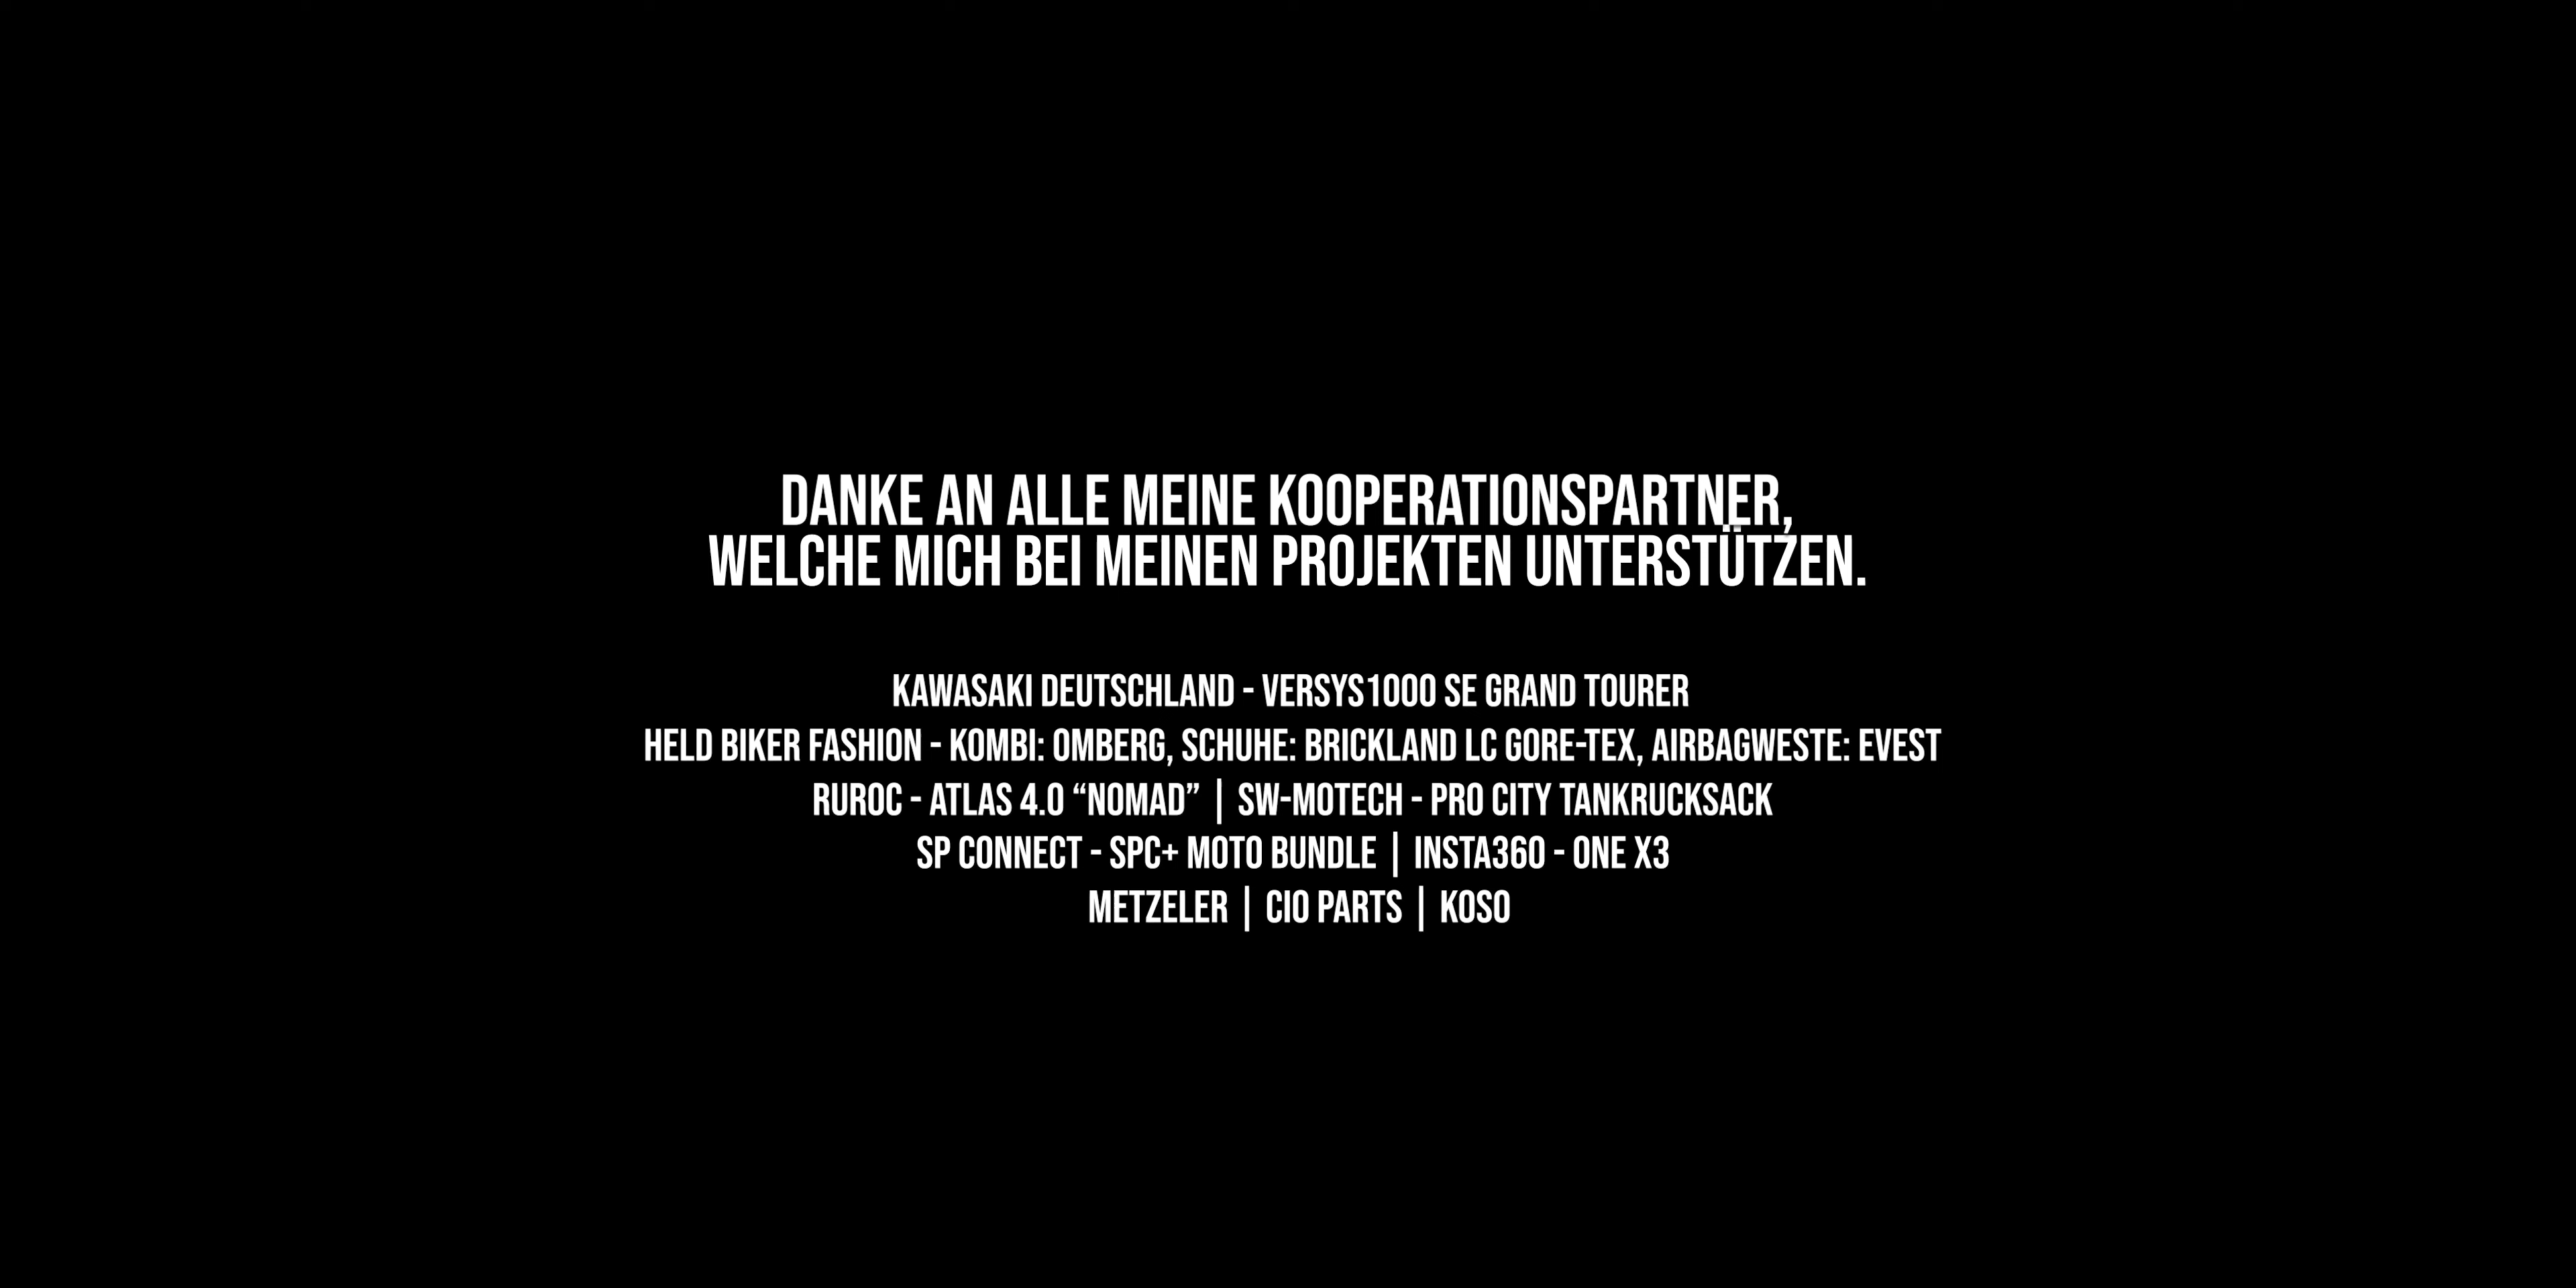 DANKE AN ALLE MEINE KOOPERATIONSPARTNER,
WELCHE MICH BEI MEINEN PROJEKTEN UNTERSTÜTZEN.
KAWASAKI DEUTSCHLAND - VERSYS1000 SE GRAND TOURER
HELD BIKER FASHION - KOMBI: OMBERG, SCHUHE: BRICKLAND LC GORE-TEX, AIRBAGWESTE: EVEST
RUROC - ATLAS 4.0 “NOMAD” | SW-MOTECH - PRO CITY TANKRUCKSACK
SP CONNECT - SPC+ MOTO BUNDLE | INSTA360 - ONE X3
METZELER | CIO PARTS | KOSO